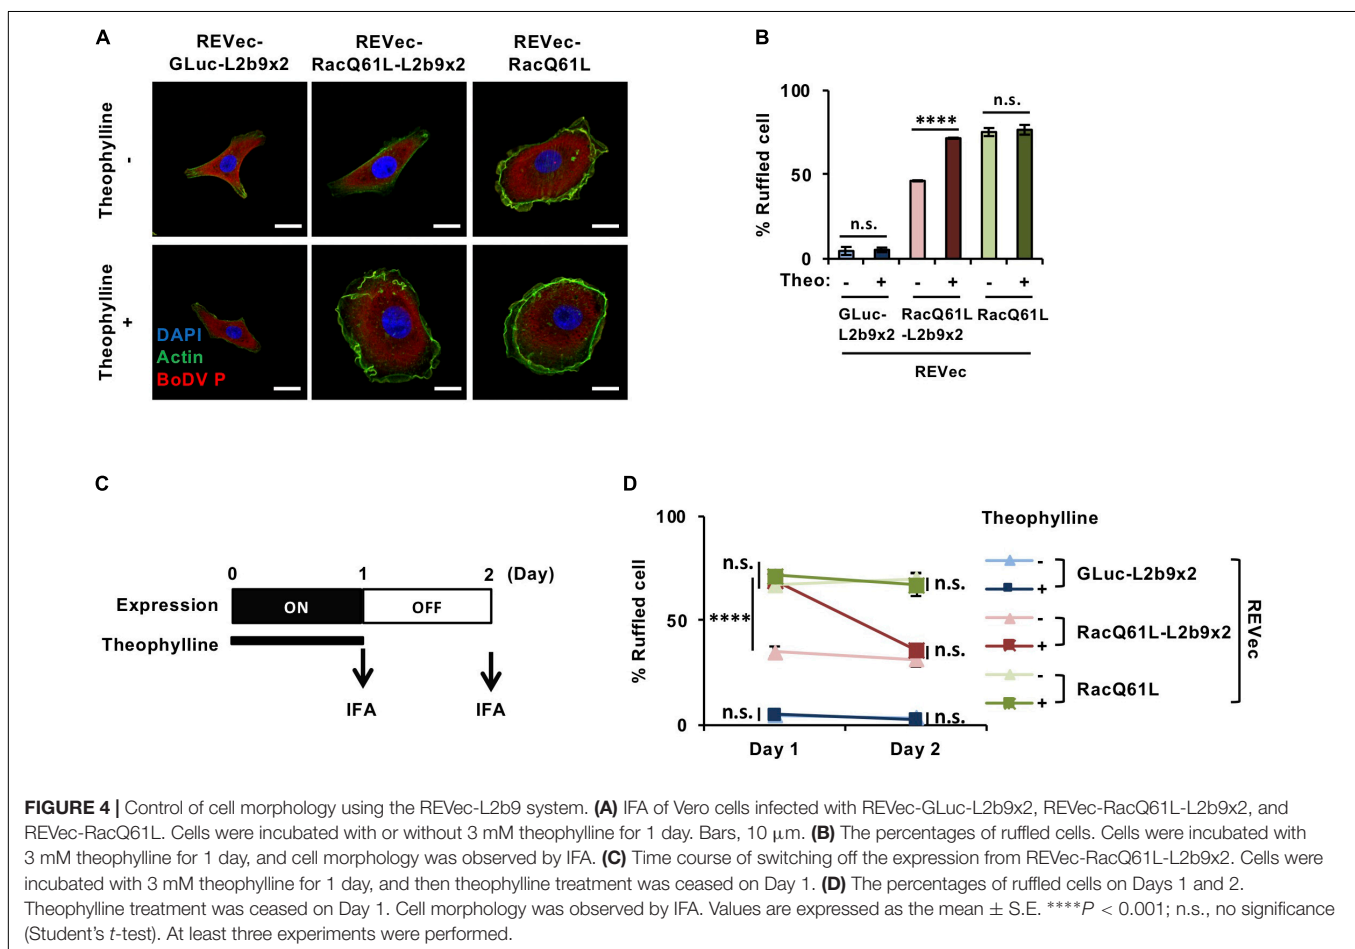 A
REVec-
GLuc-L2b9x2
REVec-
RacQ61L-L2b9x2
REVec-
RacQ61L
Theophylline
-
Theophylline
+
DAPI
Actin
BoDV P
B
% Ruffled cell
100
50
0
n.s.
****
n.s.
Theo: - + - + - +
GLuc-
L2b9x2
RacQ61L
-L2b9x2
RacQ61L
REVec
C
0 1 2 (Day)
Expression ON OFF
Theophylline
IFA IFA
D
% Ruffled cell
100
50
0
n.s.
****
n.s.
n.s.
n.s.
n.s.
Day 1 Day 2
Theophylline
-
+
GLuc-L2b9x2
-
+
RacQ61L-L2b9x2
-
+
RacQ61L
REVec
FIGURE 4 | Control of cell morphology using the REVec-L2b9 system. (A) IFA of Vero cells infected with REVec-GLuc-L2b9x2, REVec-RacQ61L-L2b9x2, and
REVec-RacQ61L. Cells were incubated with or without 3 mM theophylline for 1 day. Bars, 10 μm. (B) The percentages of ruffled cells. Cells were incubated with
3 mM theophylline for 1 day, and cell morphology was observed by IFA. (C) Time course of switching off the expression from REVec-RacQ61L-L2b9x2. Cells were
incubated with 3 mM theophylline for 1 day, and then theophylline treatment was ceased on Day 1. (D) The percentages of ruffled cells on Days 1 and 2.
Theophylline treatment was ceased on Day 1. Cell morphology was observed by IFA. Values are expressed as the mean ± S.E. ****P < 0.001; n.s., no significance
(Student's t-test). At least three experiments were performed.